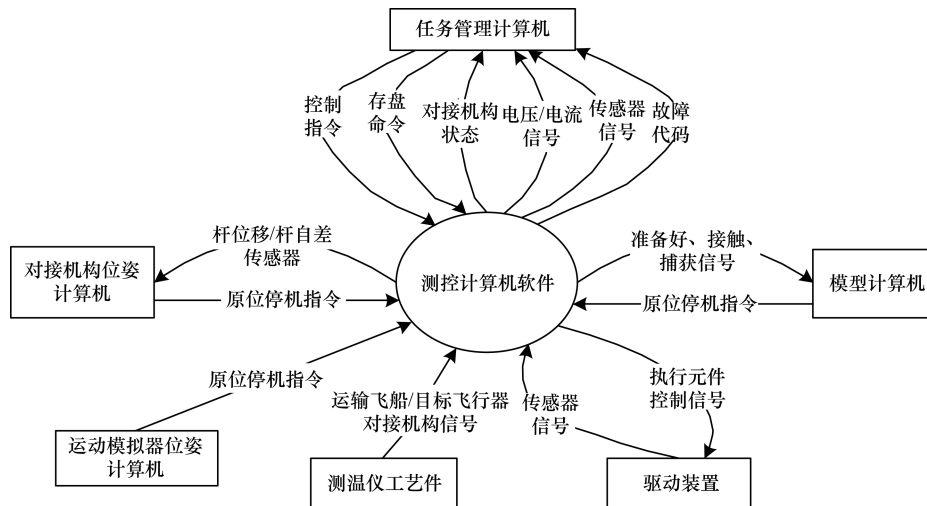 任务管理计算机
控制
指令
存盘
命令
对接机构
状态
电压/电流
信号
传感器
信号
故障
代码
杆位移/杆自差
传感器
准备好、接触、
捕获信号
对接机构位姿
计算机
测控计算机软件
模型计算机
原位停机指令
原位停机指令
原位停机指令
运输飞船/目标飞行器
对接机构信号
传感器
信号
执行元件
控制信号
运动模拟器位姿
计算机
测温仪工艺件
驱动装置